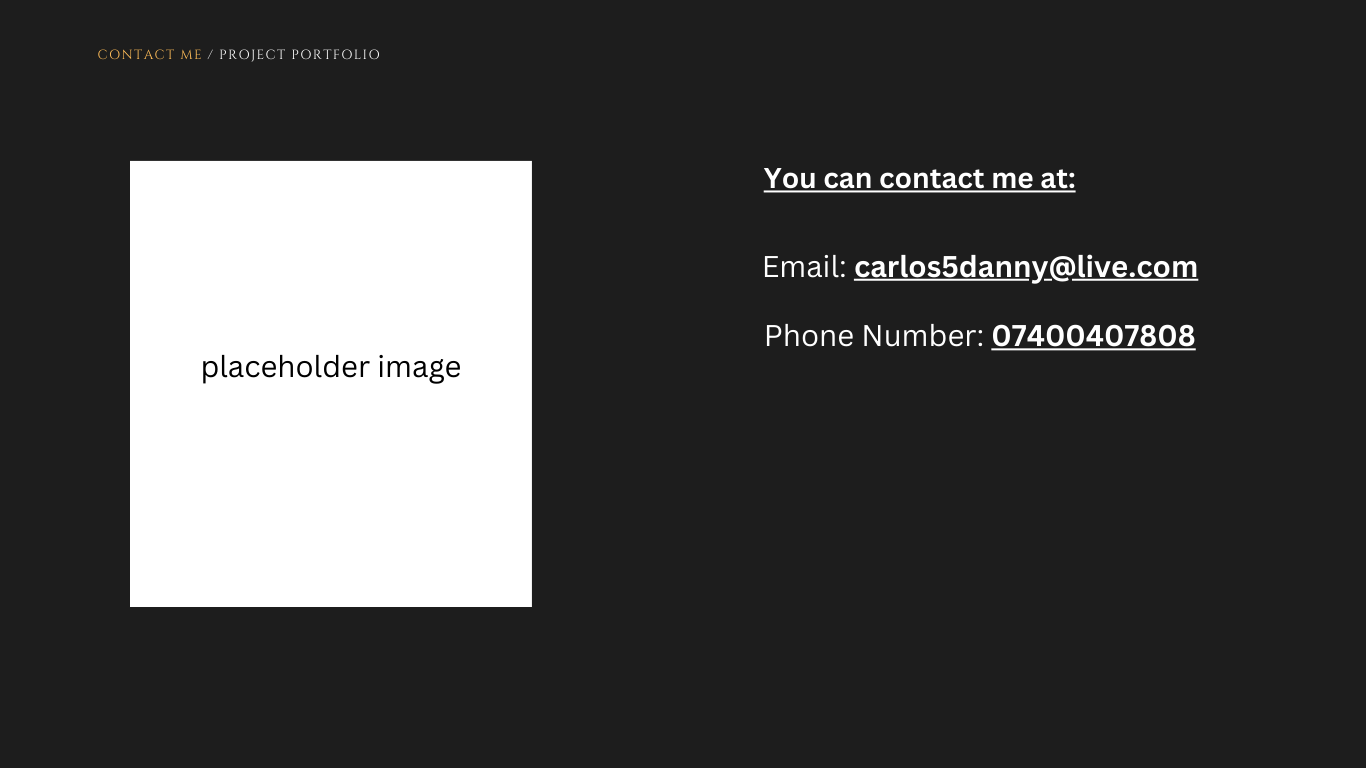 CONTACT ME / PROJECT PORTFOLIO
placeholder image
You can contact me at:
Email: carlos5danny@live.com
Phone Number: 07400407808